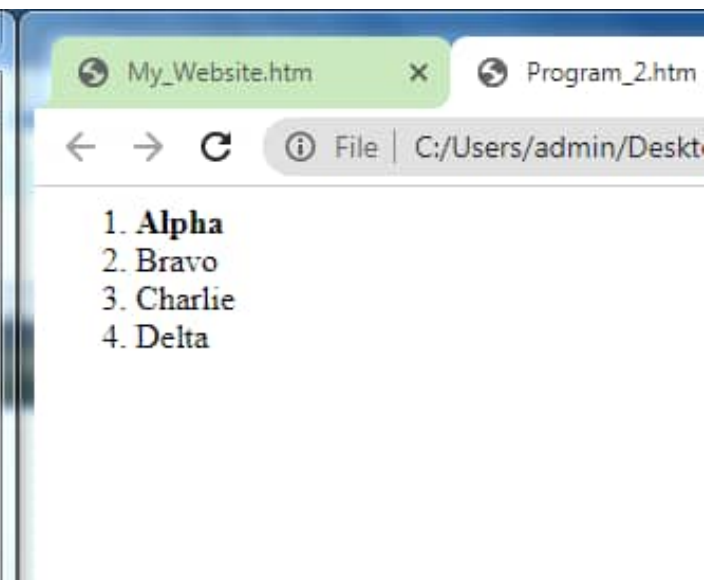 My_Website.htm
Program_2.htm
File | C:/Users/admin/Deskt
1. Alpha
2. Bravo
3. Charlie
4. Delta